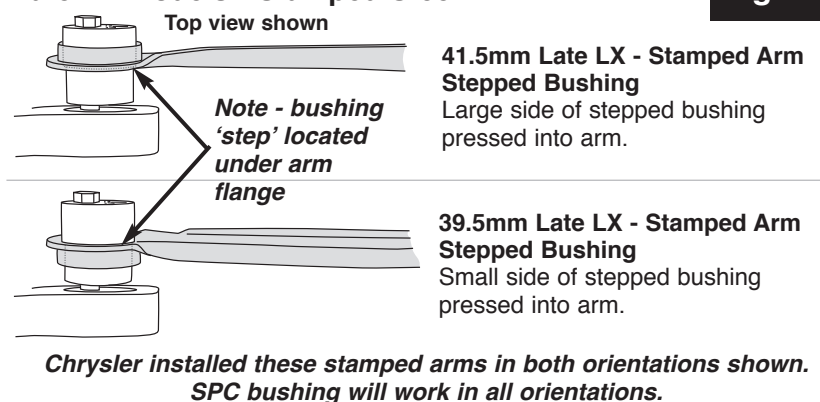 Top view shown
41.5mm Late LX - Stamped Arm
Stepped Bushing
Large side of stepped bushing
pressed into arm.
Note - bushing
‘step’ located
under arm
flange
39.5mm Late LX - Stamped Arm
Stepped Bushing
Small side of stepped bushing
pressed into arm.
Chrysler installed these stamped arms in both orientations shown.
SPC bushing will work in all orientations.